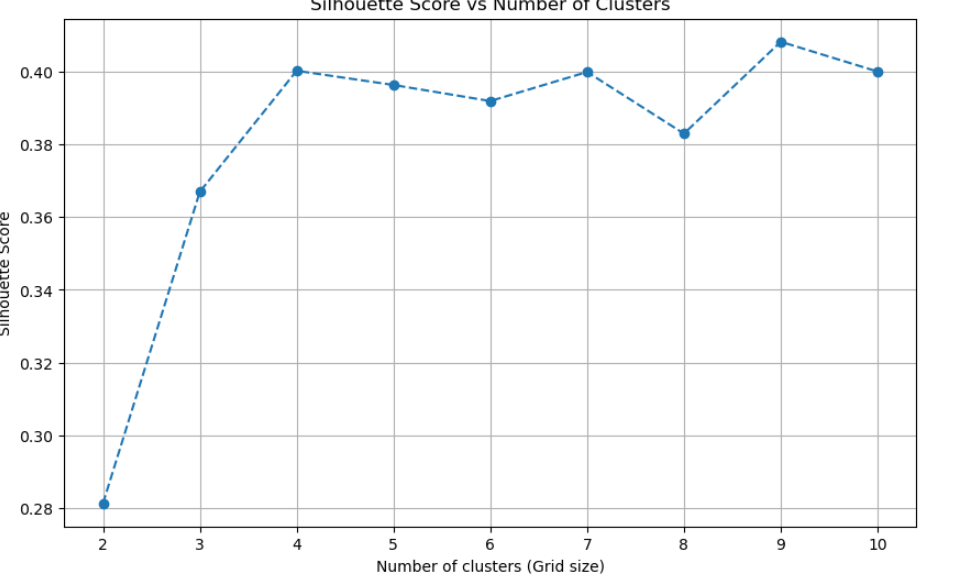 Silhouette Score vs Number of Clusters
Silhouette Score
0.40
0.38
0.36
0.34
0.32
0.30
0.28
2 3 4 5 6 7 8 9 10
Number of clusters (Grid size)